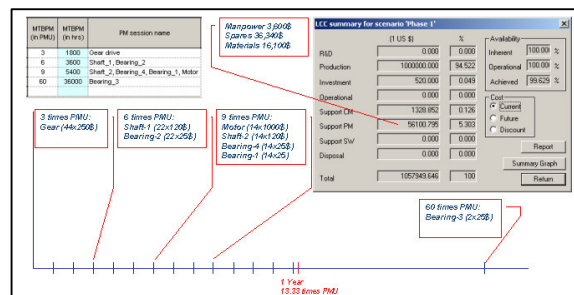 MTBPM
(in PMU)
MTBPM
(in hrs)
PM session name
3 1800 Gear drive
6 3600 Shaft_1, Bearing_2
9 5400 Shaft_2, Bearing_4, Bearing_1, Motor
60 36000 Bearing_3
Manpower 3,600$
Spares 36,340$
Materials 16,100$
LCC summary for scenario 'Phase 1'
(1 US $) %
R&D 0.000 0.000
Production 1000000.000 94.522
Investment 520.000 0.049
Operational 0.000 0.000
Support CM 1328.852 0.126
Support PM 56100.795 5.303
Support SW 0.000 0.000
Disposal 0.000 0.000
Total 1057949.646 100
Availability
Inherent 100.00 %
Operational 100.00 %
Achieved 99.629 %
Cost
Current
Future
Discount
Report
Summary Graph
Return
3 times PMU:
Gear (44x250$)
6 times PMU:
Shaft-1 (22x120$)
Bearing-2 (22x25$)
9 times PMU:
Motor (14x1000$)
Shaft-2 (14x120$)
Bearing-4 (14x25$)
Bearing-1 (14x25)
60 times PMU:
Bearing-3 (2x25$)
1 Year
13.33 times PMU